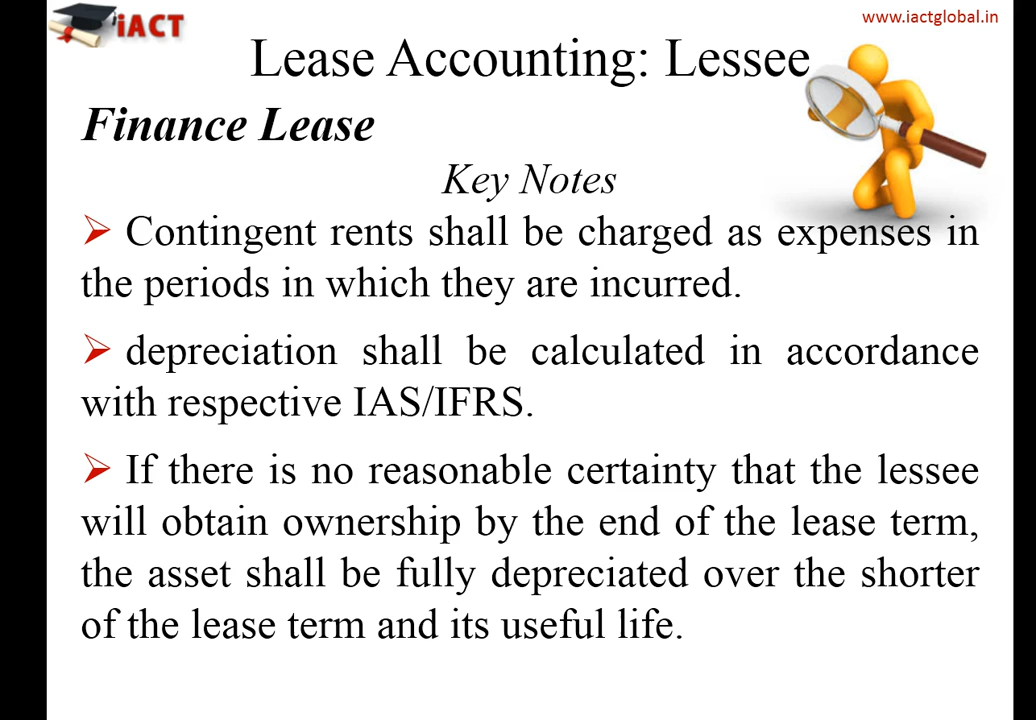 iACT
www.iactglobal.in
Lease Accounting: Lessee
Finance Lease
Key Notes
Contingent rents shall be charged as expenses in
the periods in which they are incurred.
depreciation shall be calculated in accordance
with respective IAS/IFRS.
If there is no reasonable certainty that the lessee
will obtain ownership by the end of the lease term,
the asset shall be fully depreciated over the shorter
of the lease term and its useful life.